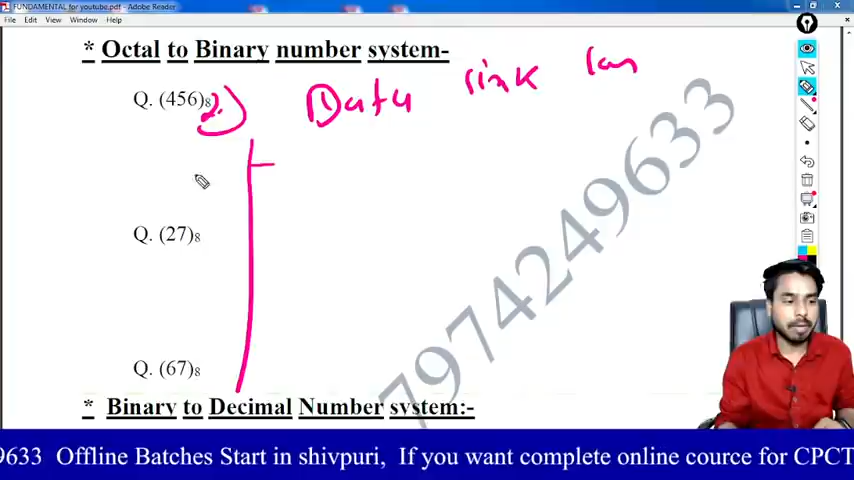 FUNDAMENTAL for youtube.pdf - Adobe Reader
File Edit View Window Help
* Octal to Binary number system-
2.) Data sink
Q. (456)₈
Q. (27)₈
Q. (67)₈
* Binary to Decimal Number system:-
7974249633
9633 Offline Batches Start in shivpuri, If you want complete online cource for CPCT